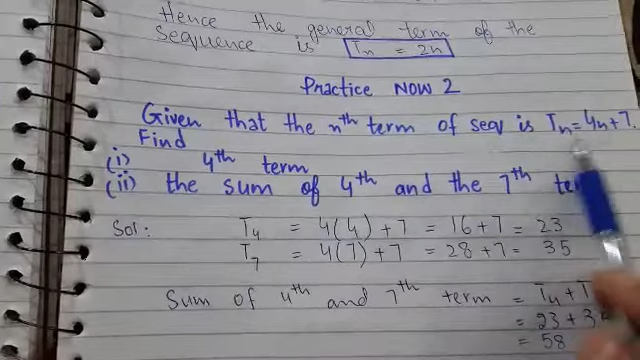 Hence the general term of the
sequence is Tn = 2n
Practice NOW 2
Given that the nth term of seq is Tn=4n+7.
Find
(i) 4th term
(ii) the sum of 4th and the 7th
Sol: T4 = 4(4)+7 = 16+7 = 23
T7 = 4(7)+7 = 28+7 = 35
Sum of 4th and 7th term = T4+T
= 23+3
= 58